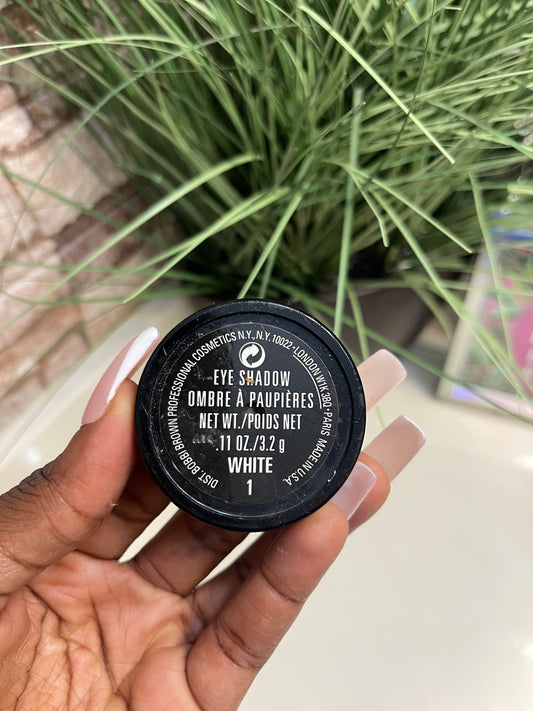 DIST. BOBBI BROWN PROFESSIONAL COSMETICS N.Y., N.Y. 10022 • LONDON W1K 3BQ • PARIS MADE IN U.S.A.
EYE SHADOW
OMBRE À PAUPIÈRES
NET WT./POIDS NET
.11 OZ./3.2 g
WHITE
1